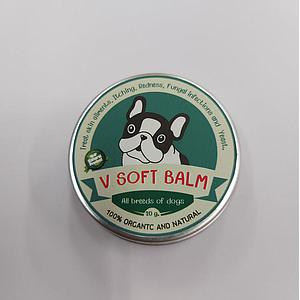 Treat skin ailments, Itching, Redness, Fungal infections and Yeast.
V SOFT BALM
All breeds of dogs
10 g.
100% ORGANTC AND NATURAL